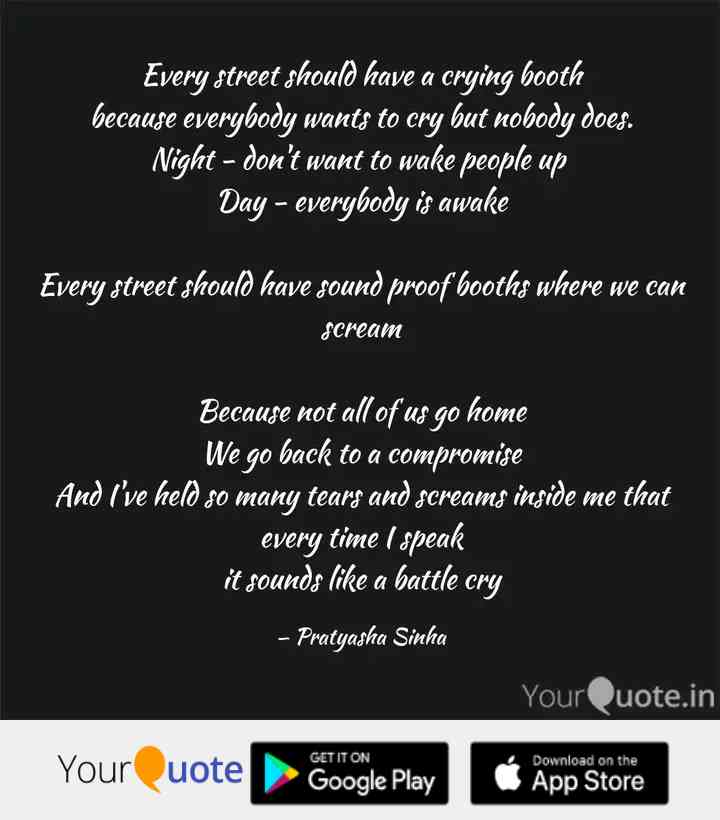 Every street should have a crying booth
because everybody wants to cry but nobody does.
Night - don't want to wake people up
Day - everybody is awake
Every street should have sound proof booths where we can
scream
Because not all of us go home
We go back to a compromise
And I've held so many tears and screams inside me that
every time I speak
it sounds like a battle cry
- Pratyasha Sinha
YourQuote.in
YourQuote
GET IT ON
Google Play
Download on the
App Store